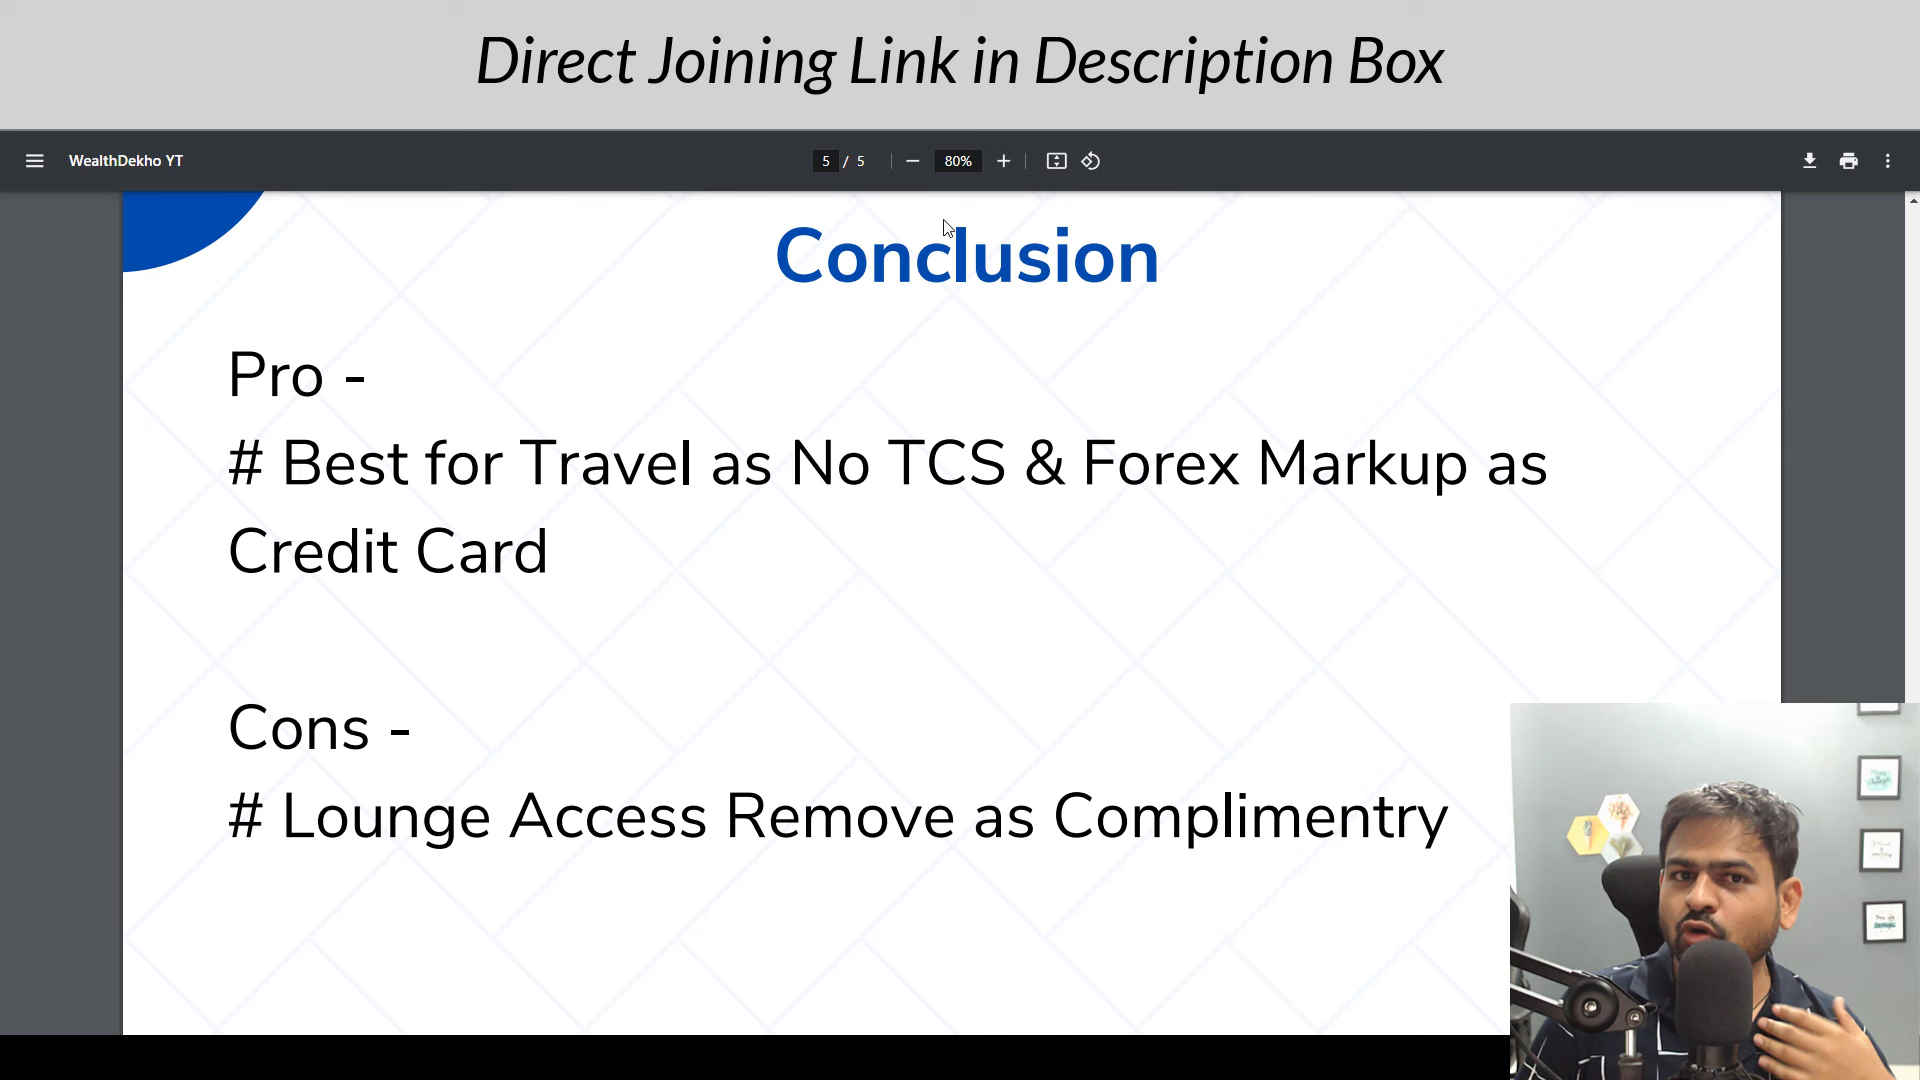 Direct Joining Link in Description Box
WealthDekho YT
5 / 5
80%
Conclusion
Pro -
# Best for Travel as No TCS & Forex Markup as
Credit Card
Cons -
# Lounge Access Remove as Complimentry